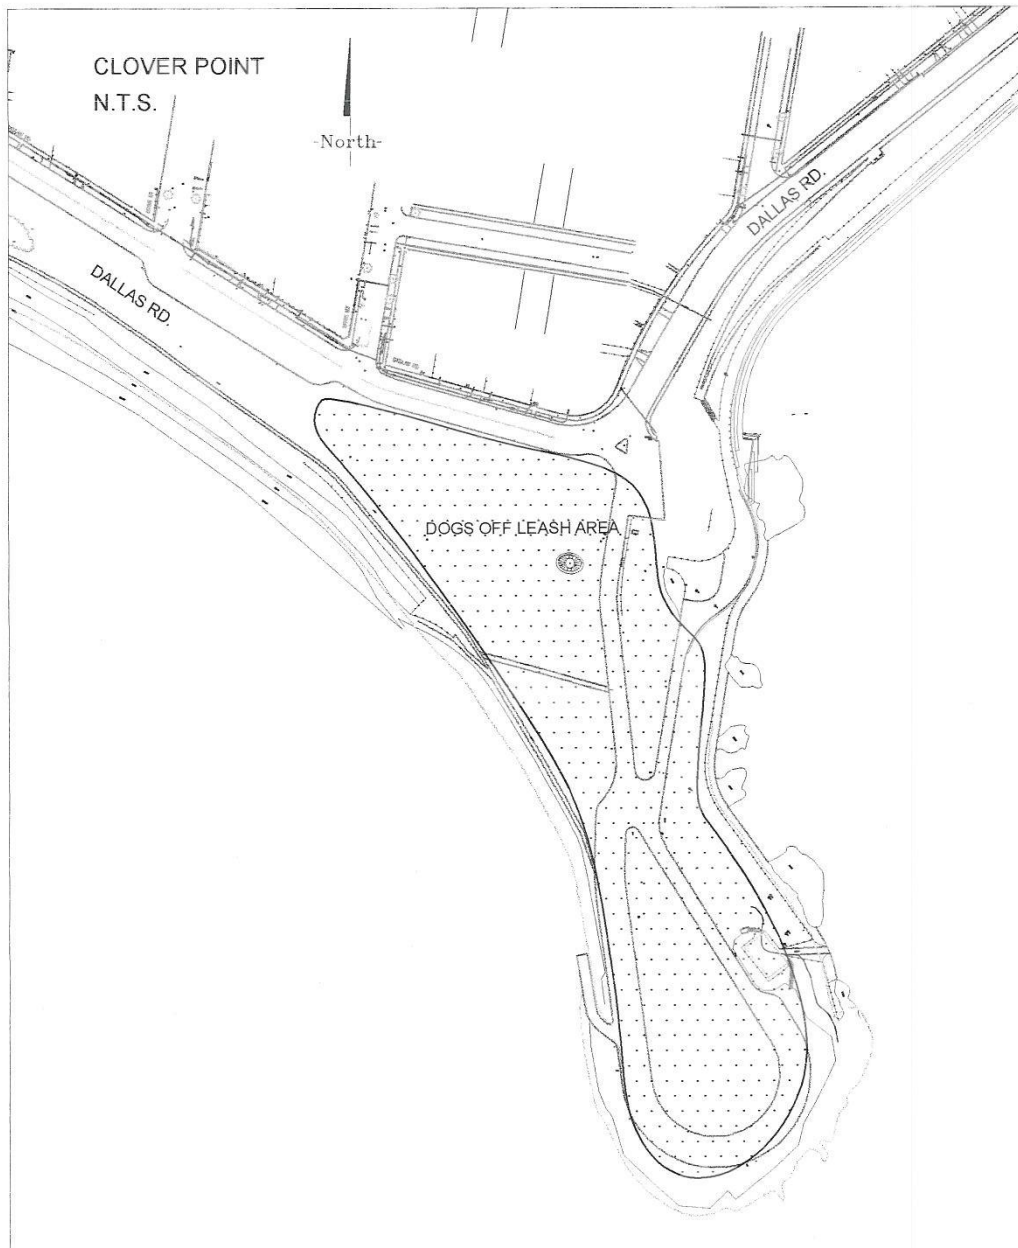 CLOVER POINT
N.T.S.
-North-
DALLAS RD.
DALLAS RD.
DOGS OFF LEASH AREA